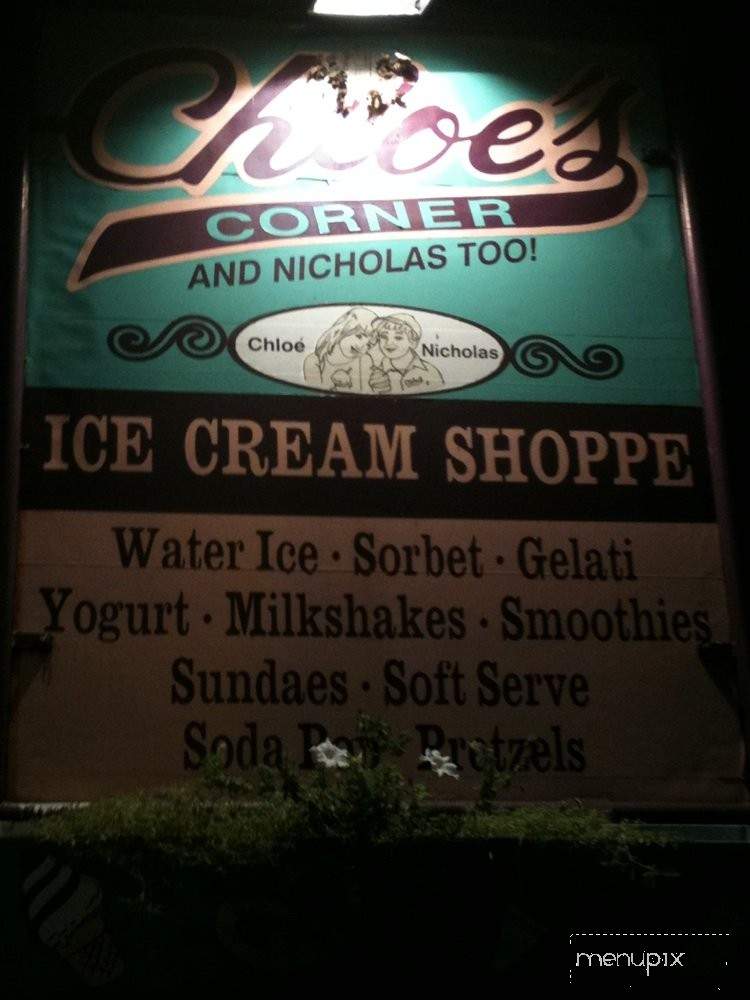 Chloe's
CORNER
AND NICHOLAS TOO!
Chloé Nicholas
ICE CREAM SHOPPE
Water Ice · Sorbet · Gelati
Yogurt · Milkshakes · Smoothies
Sundaes · Soft Serve
Soda Pop · Pretzels
menupix